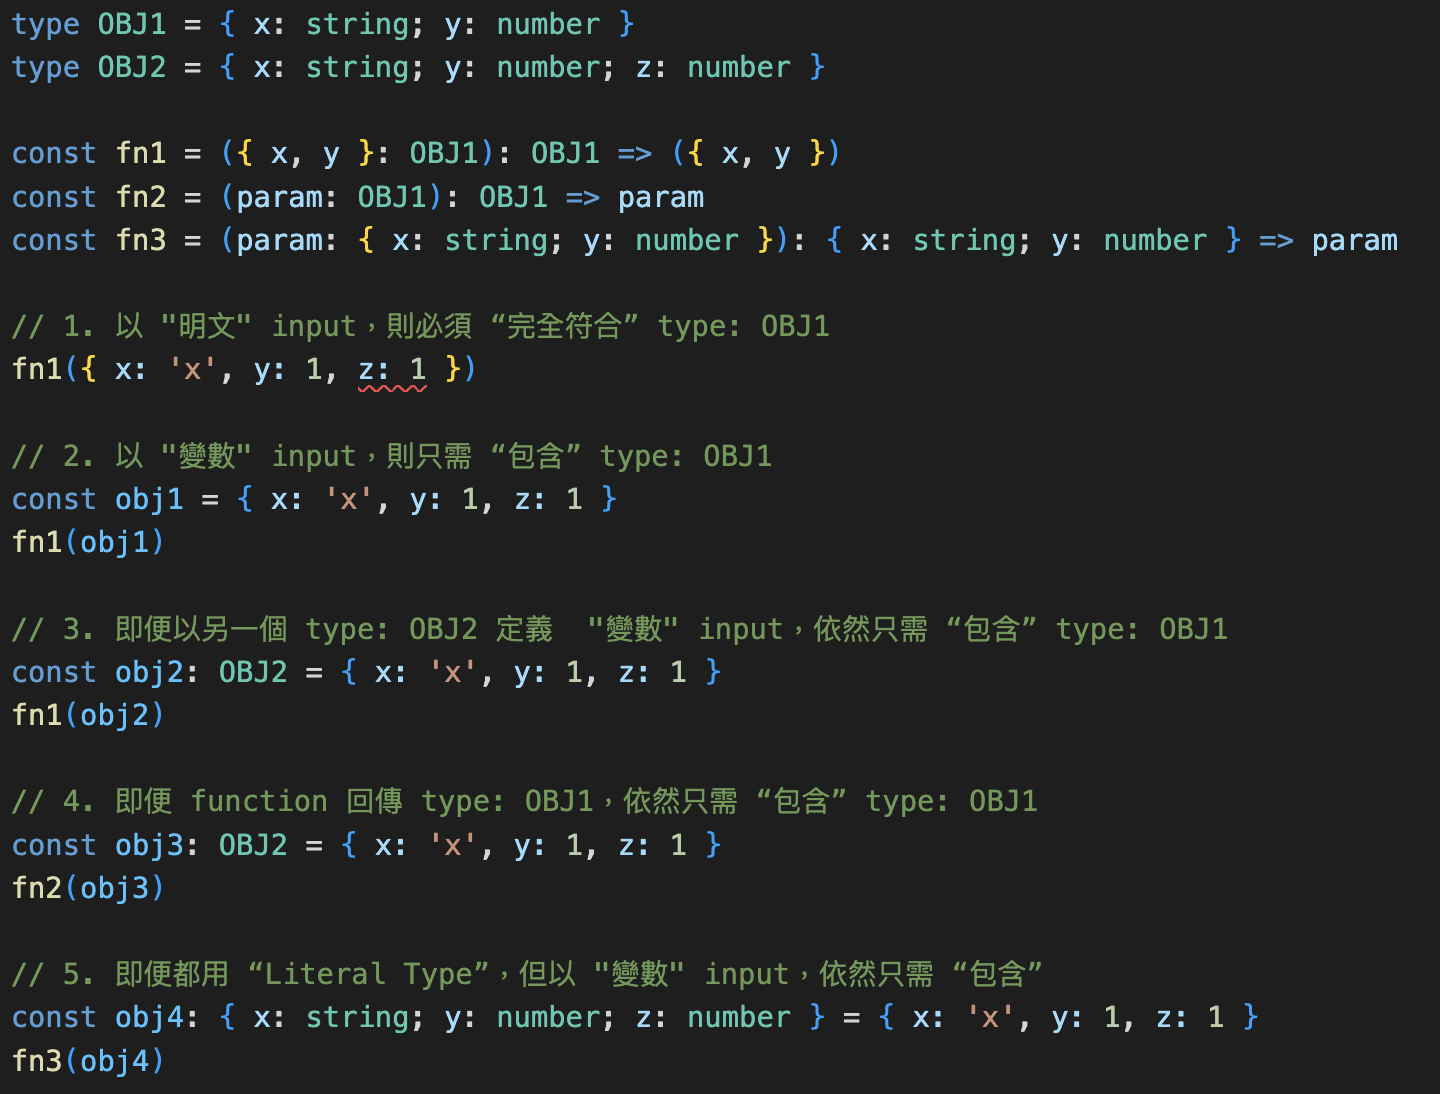 type OBJ1 = { x: string; y: number }
type OBJ2 = { x: string; y: number; z: number }
const fn1 = ({ x, y }: OBJ1): OBJ1 => ({ x, y })
const fn2 = (param: OBJ1): OBJ1 => param
const fn3 = (param: { x: string; y: number }): { x: string; y: number } => param
// 1. 以 "明文" input，則必須 “完全符合” type: OBJ1
fn1({ x: 'x', y: 1, z: 1 })
// 2. 以 "變數" input，則只需 “包含” type: OBJ1
const obj1 = { x: 'x', y: 1, z: 1 }
fn1(obj1)
// 3. 即便以另一個 type: OBJ2 定義  "變數" input，依然只需 “包含” type: OBJ1
const obj2: OBJ2 = { x: 'x', y: 1, z: 1 }
fn1(obj2)
// 4. 即便 function 回傳 type: OBJ1，依然只需 “包含” type: OBJ1
const obj3: OBJ2 = { x: 'x', y: 1, z: 1 }
fn2(obj3)
// 5. 即便都用 “Literal Type”，但以 "變數" input，依然只需 “包含”
const obj4: { x: string; y: number; z: number } = { x: 'x', y: 1, z: 1 }
fn3(obj4)